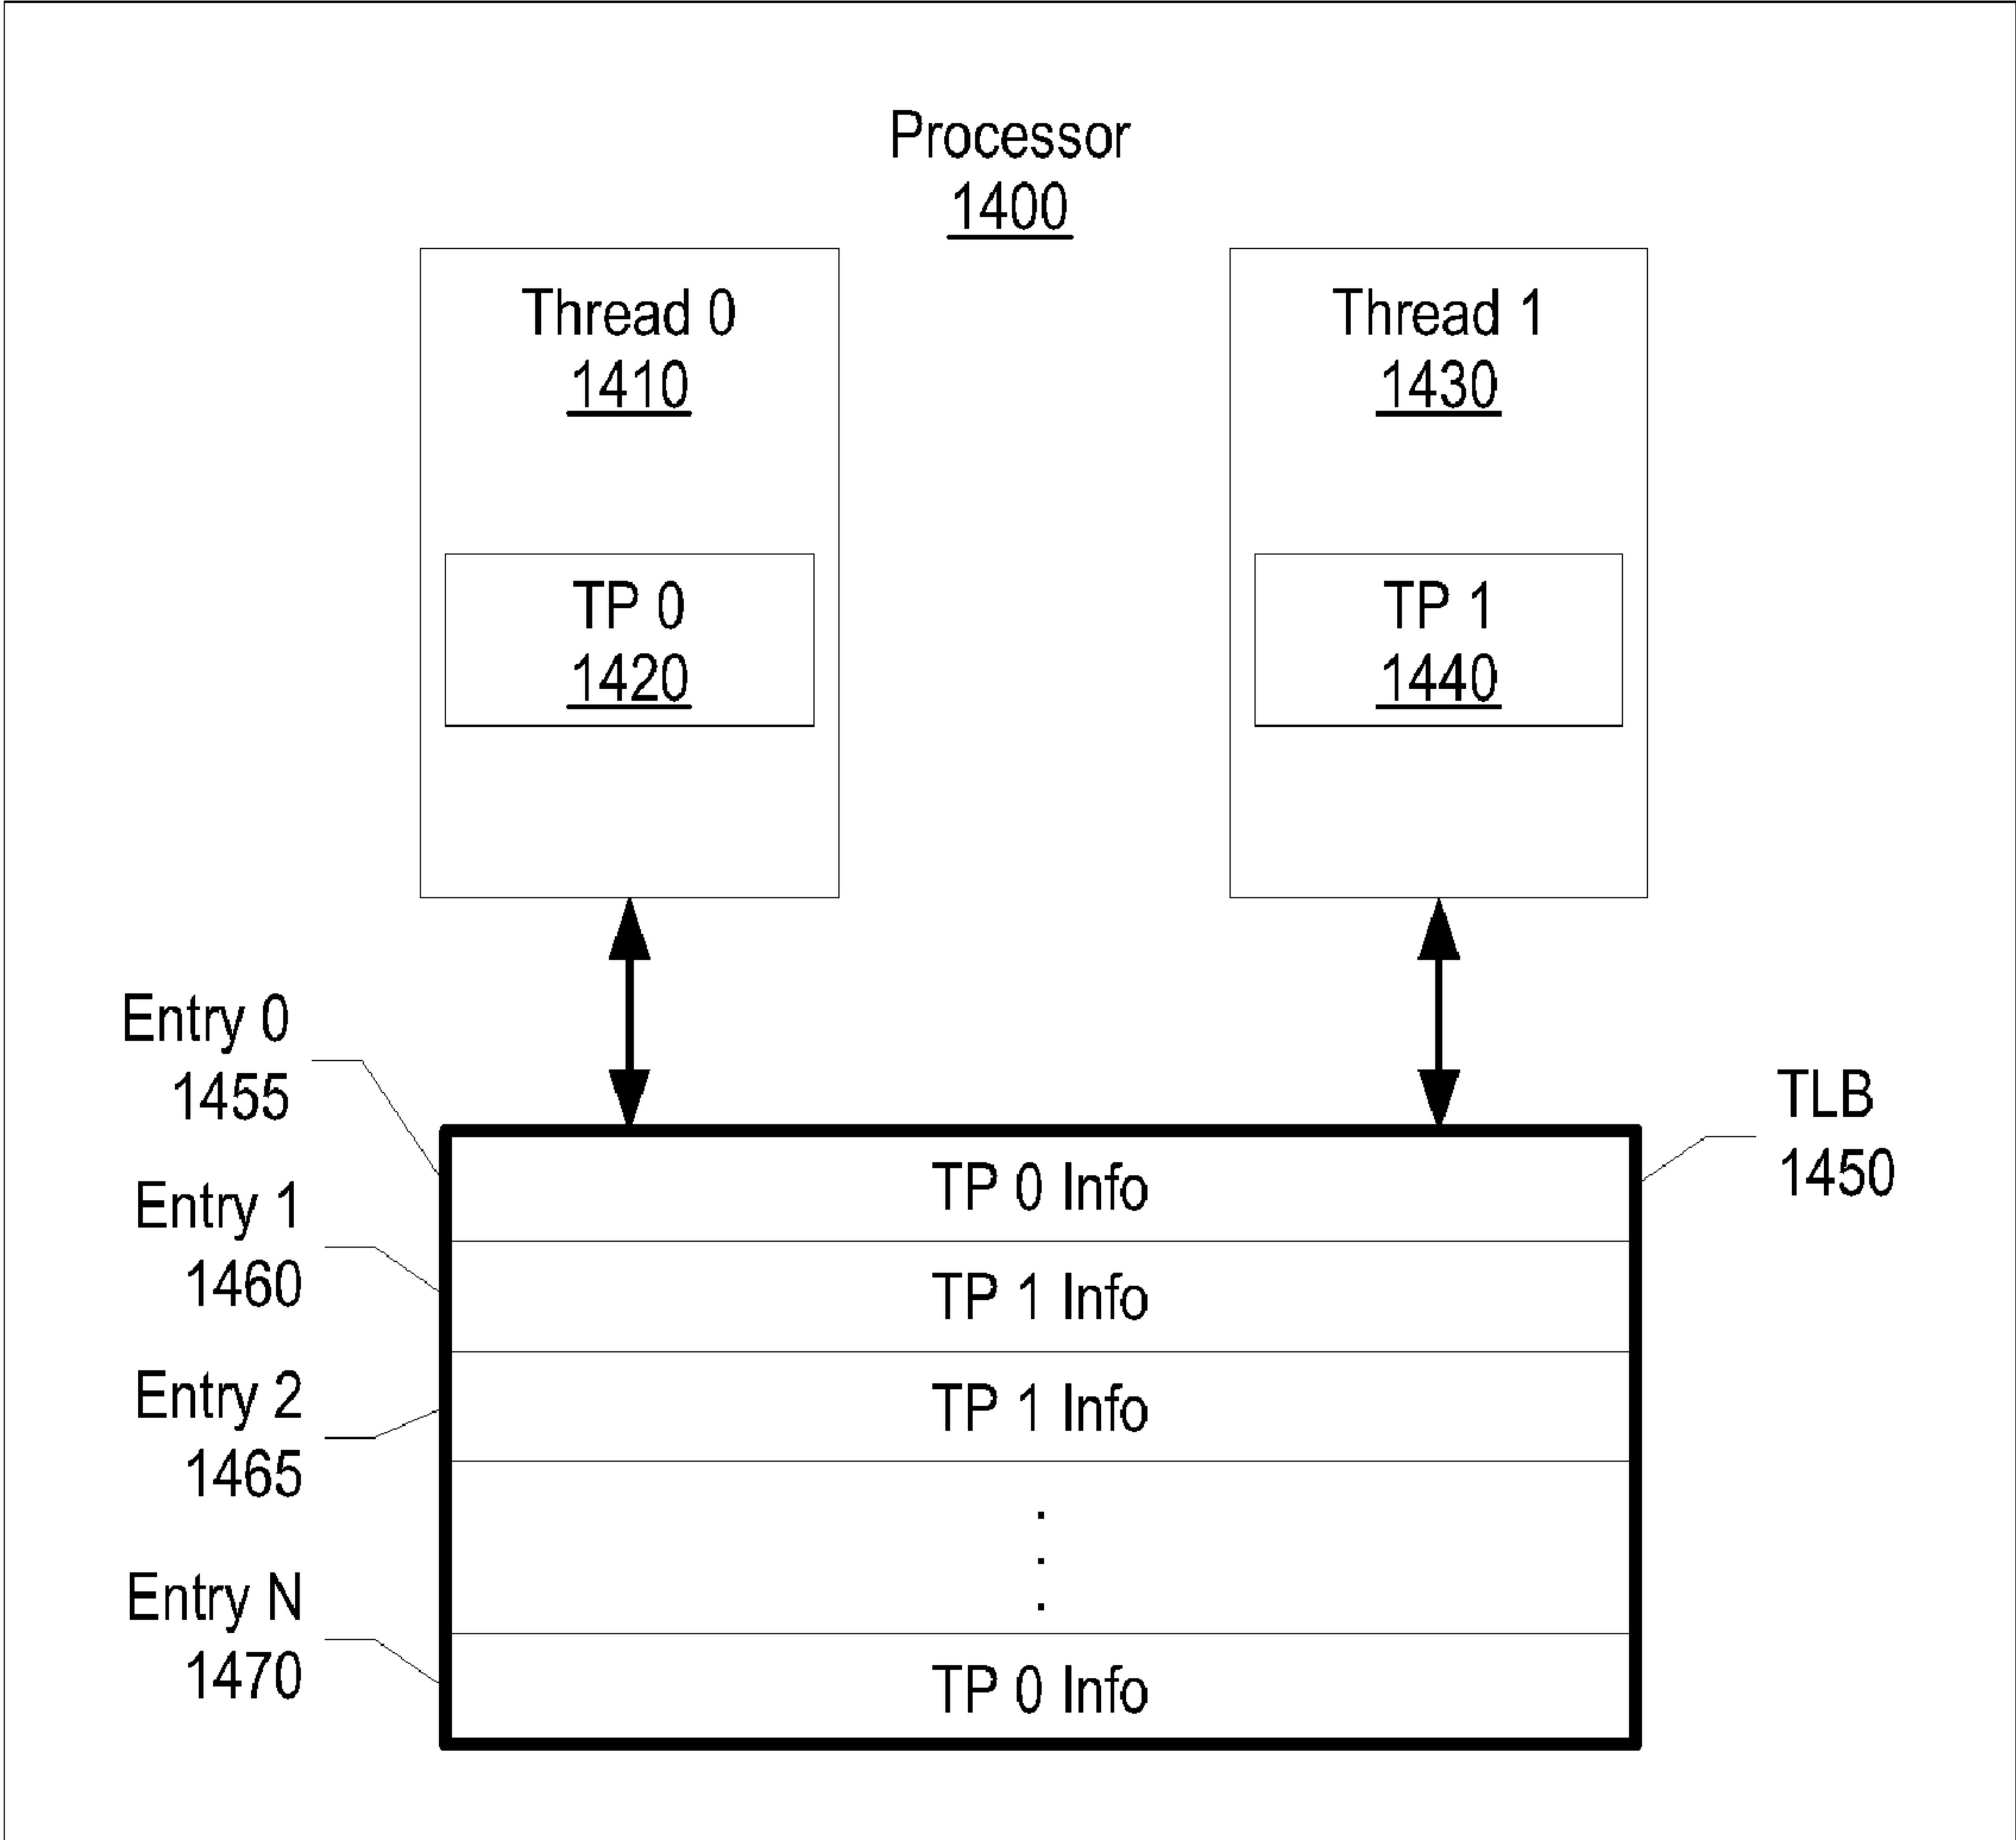 Processor
1400
Thread 0
1410
Thread 1
1430
TP 0
1420
TP 1
1440
Entry 0
1455
TLB
1450
TP 0 Info
Entry 1
1460
TP 1 Info
Entry 2
1465
TP 1 Info
.
.
.
Entry N
1470
TP 0 Info